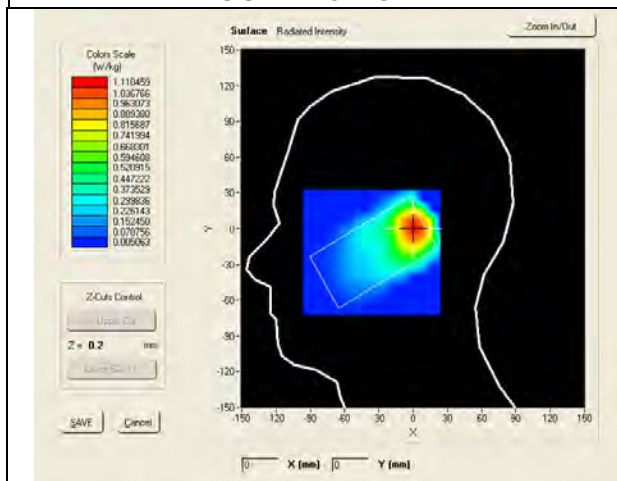 Surface Radiated Intensity
Zoom In/Out
Colors Scale
(W/kg)
1.110459
1.036766
0.963073
0.889380
0.815687
0.741994
0.668301
0.594608
0.520915
0.447222
0.373529
0.299836
0.226143
0.152450
0.078756
0.005063
Z-Cuts Control
Z = 0.2 mm
SAVE
Cancel
150-
120-
90-
60-
30-
0-
-30-
-60-
-90-
-120-
-150-
Y
-150 -120 -90 -60 -30 0 30 60 90 120 150
X
0 X (mm) 0 Y (mm)